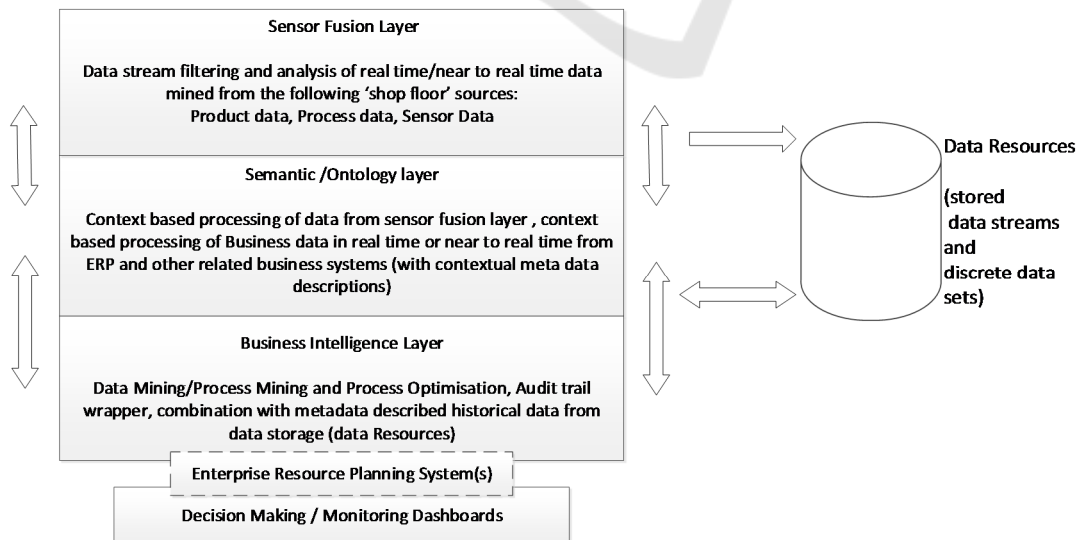 Sensor Fusion Layer
Data stream filtering and analysis of real time/near to real time data
mined from the following ‘shop floor’ sources:
Product data, Process data, Sensor Data
Semantic /Ontology layer
Context based processing of data from sensor fusion layer , context
based processing of Business data in real time or near to real time from
ERP and other related business systems (with contextual meta data
descriptions)
Business Intelligence Layer
Data Mining/Process Mining and Process Optimisation, Audit trail
wrapper, combination with metadata described historical data from
data storage (data Resources)
Enterprise Resource Planning System(s)
Decision Making / Monitoring Dashboards
Data Resources
(stored
data streams
and
discrete data
sets)